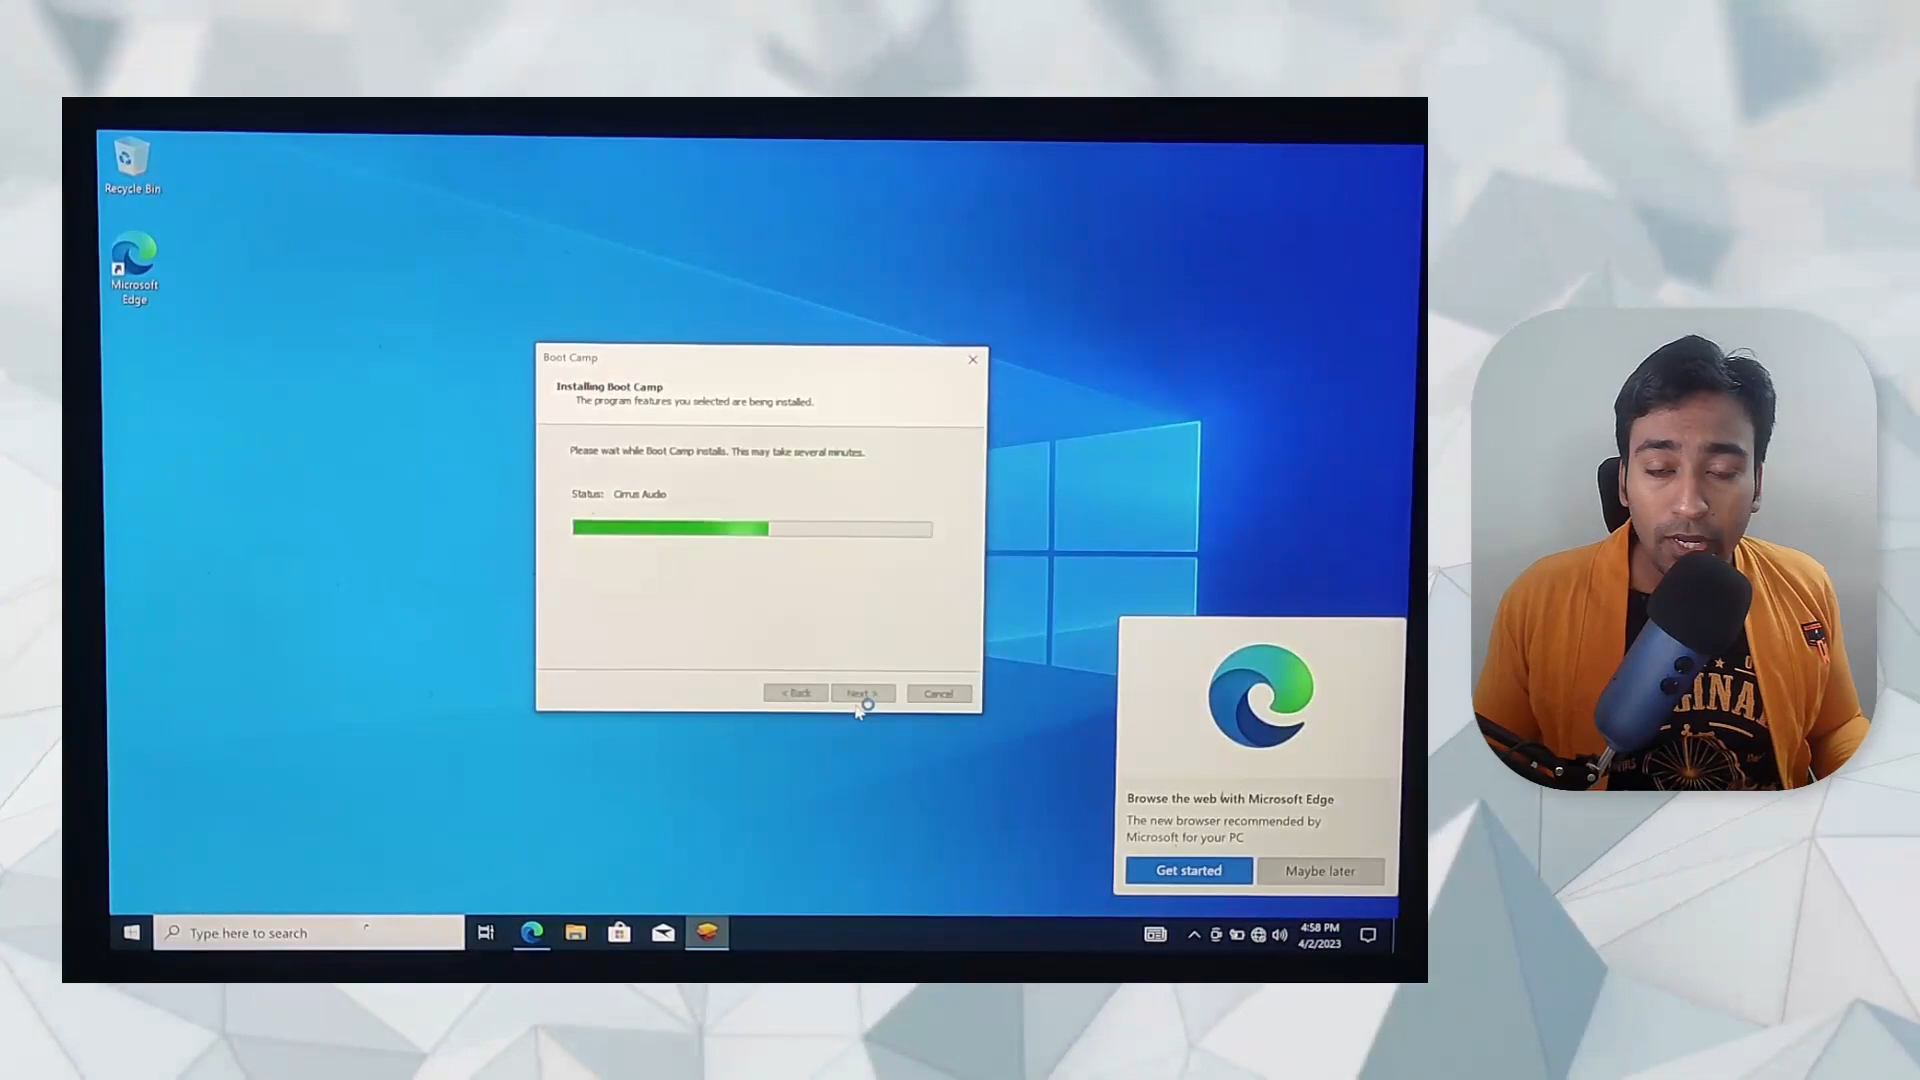 Recycle Bin
Microsoft
Edge
Boot Camp
Installing Boot Camp
The program features you selected are being installed.
Please wait while Boot Camp installs. This may take several minutes.
Status: Cirrus Audio
< Back
Next >
Cancel
Browse the web with Microsoft Edge
The new browser recommended by
Microsoft for your PC
Get started
Maybe later
Type here to search
4:58 PM
4/2/2023